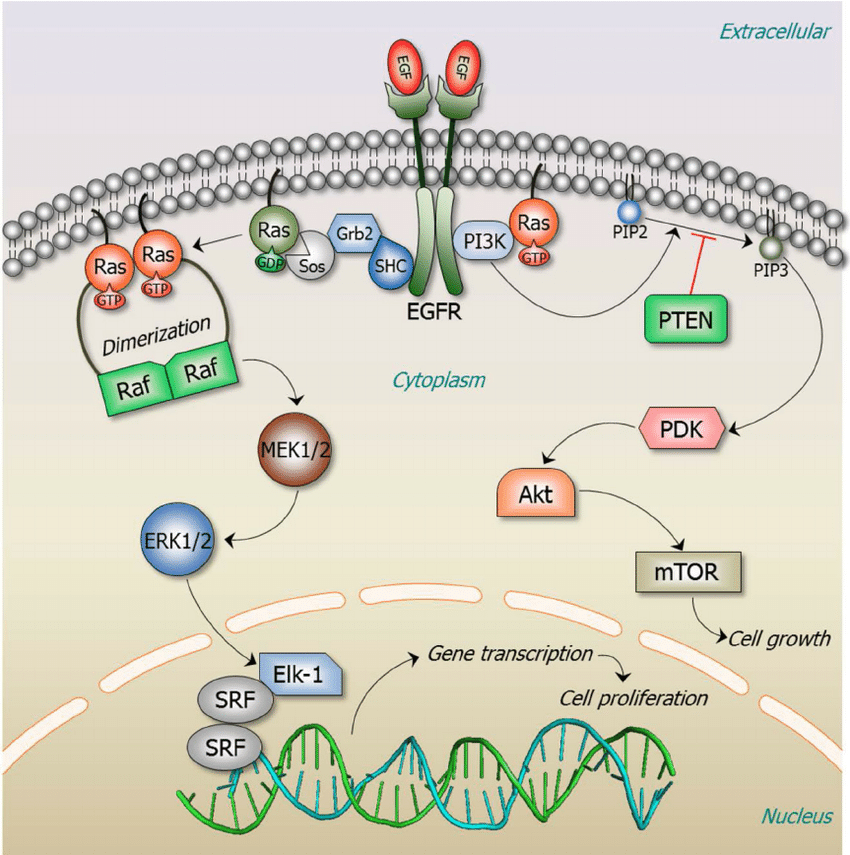 Extracellular
EGF
EGF
Ras
GDP
Sos
Grb2
SHC
EGFR
PI3K
Ras
GTP
PIP2
PIP3
Ras
GTP
Ras
GTP
PTEN
Dimerization
Raf
Raf
Cytoplasm
MEK1/2
PDK
Akt
ERK1/2
mTOR
Cell growth
Gene transcription
Cell proliferation
Elk-1
SRF
SRF
Nucleus